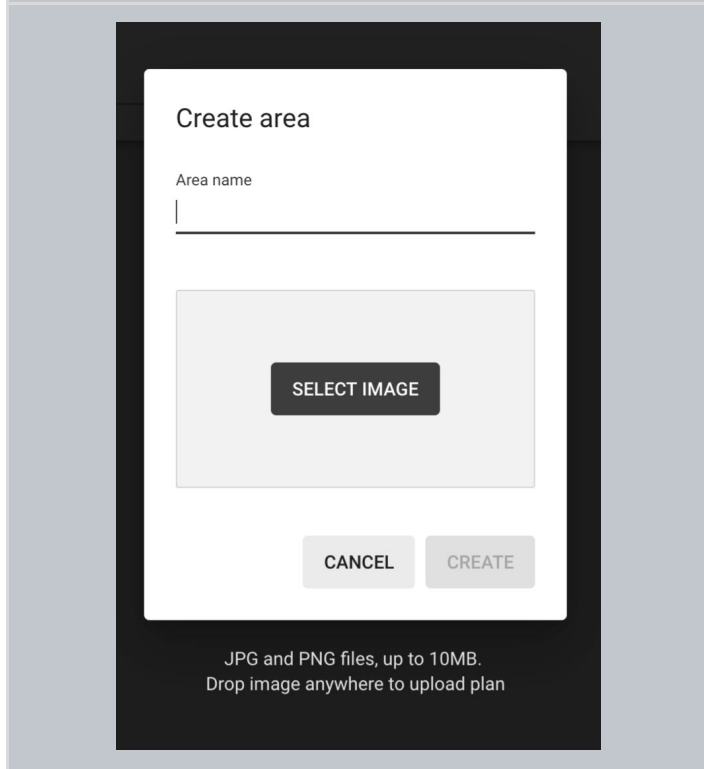 Create area
Area name
SELECT IMAGE
CANCEL CREATE
JPG and PNG files, up to 10MB.
Drop image anywhere to upload plan